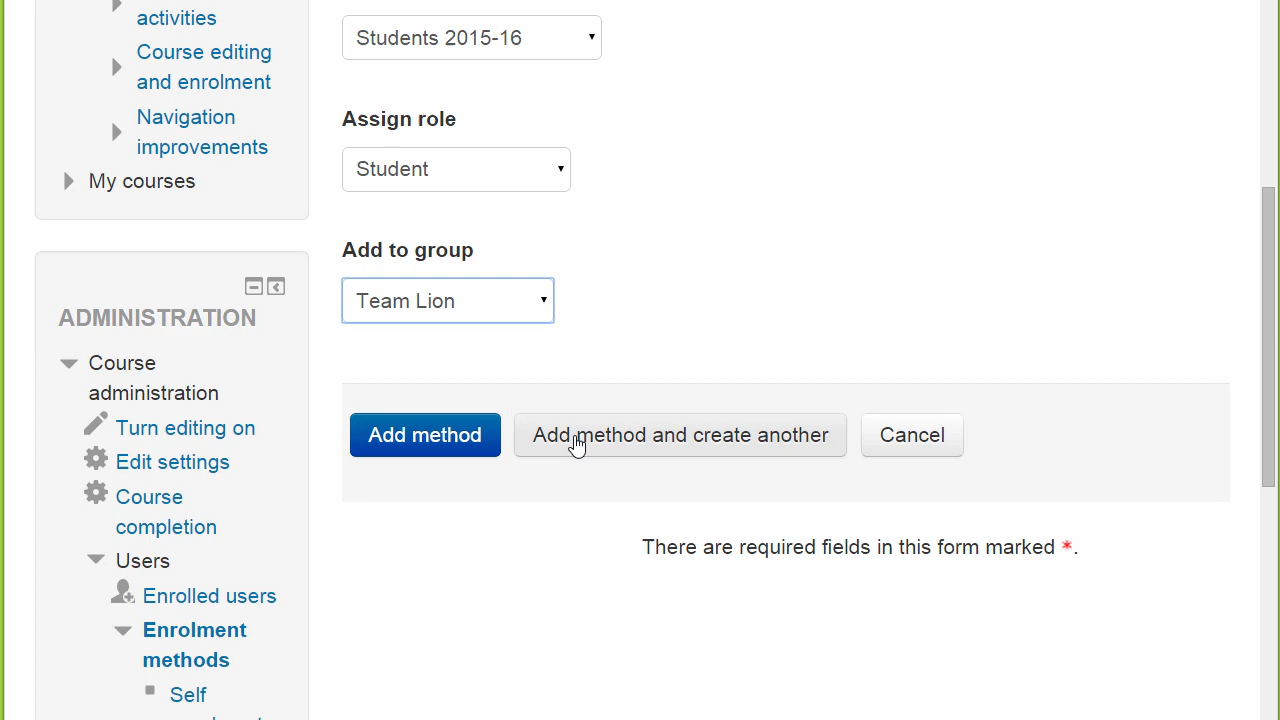 activities
Course editing
and enrolment
Navigation
improvements
My courses
ADMINISTRATION
Course
administration
Turn editing on
Edit settings
Course
completion
Users
Enrolled users
Enrolment
methods
Self
Students 2015-16
Assign role
Student
Add to group
Team Lion
Add method
Add method and create another
Cancel
There are required fields in this form marked *.